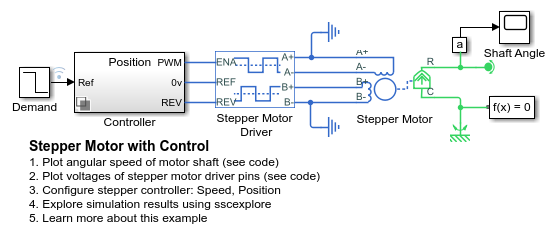 Demand
Ref
Position
PWM
0v
REV
Controller
ENA
REF
REV
A+
A-
B+
B-
Stepper Motor
Driver
A+
A-
B+
B-
Stepper Motor
R
C
a
Shaft Angle
f(x) = 0
Stepper Motor with Control
1. Plot angular speed of motor shaft (see code)
2. Plot voltages of stepper motor driver pins (see code)
3. Configure stepper controller: Speed, Position
4. Explore simulation results using sscexplore
5. Learn more about this example